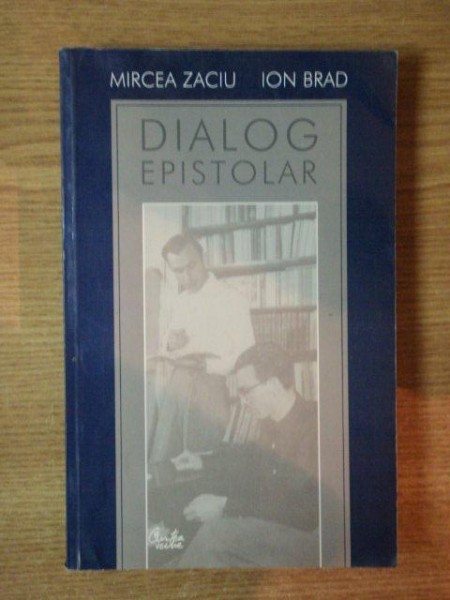 MIRCEA ZACIU ION BRAD
DIALOG
EPISTOLAR